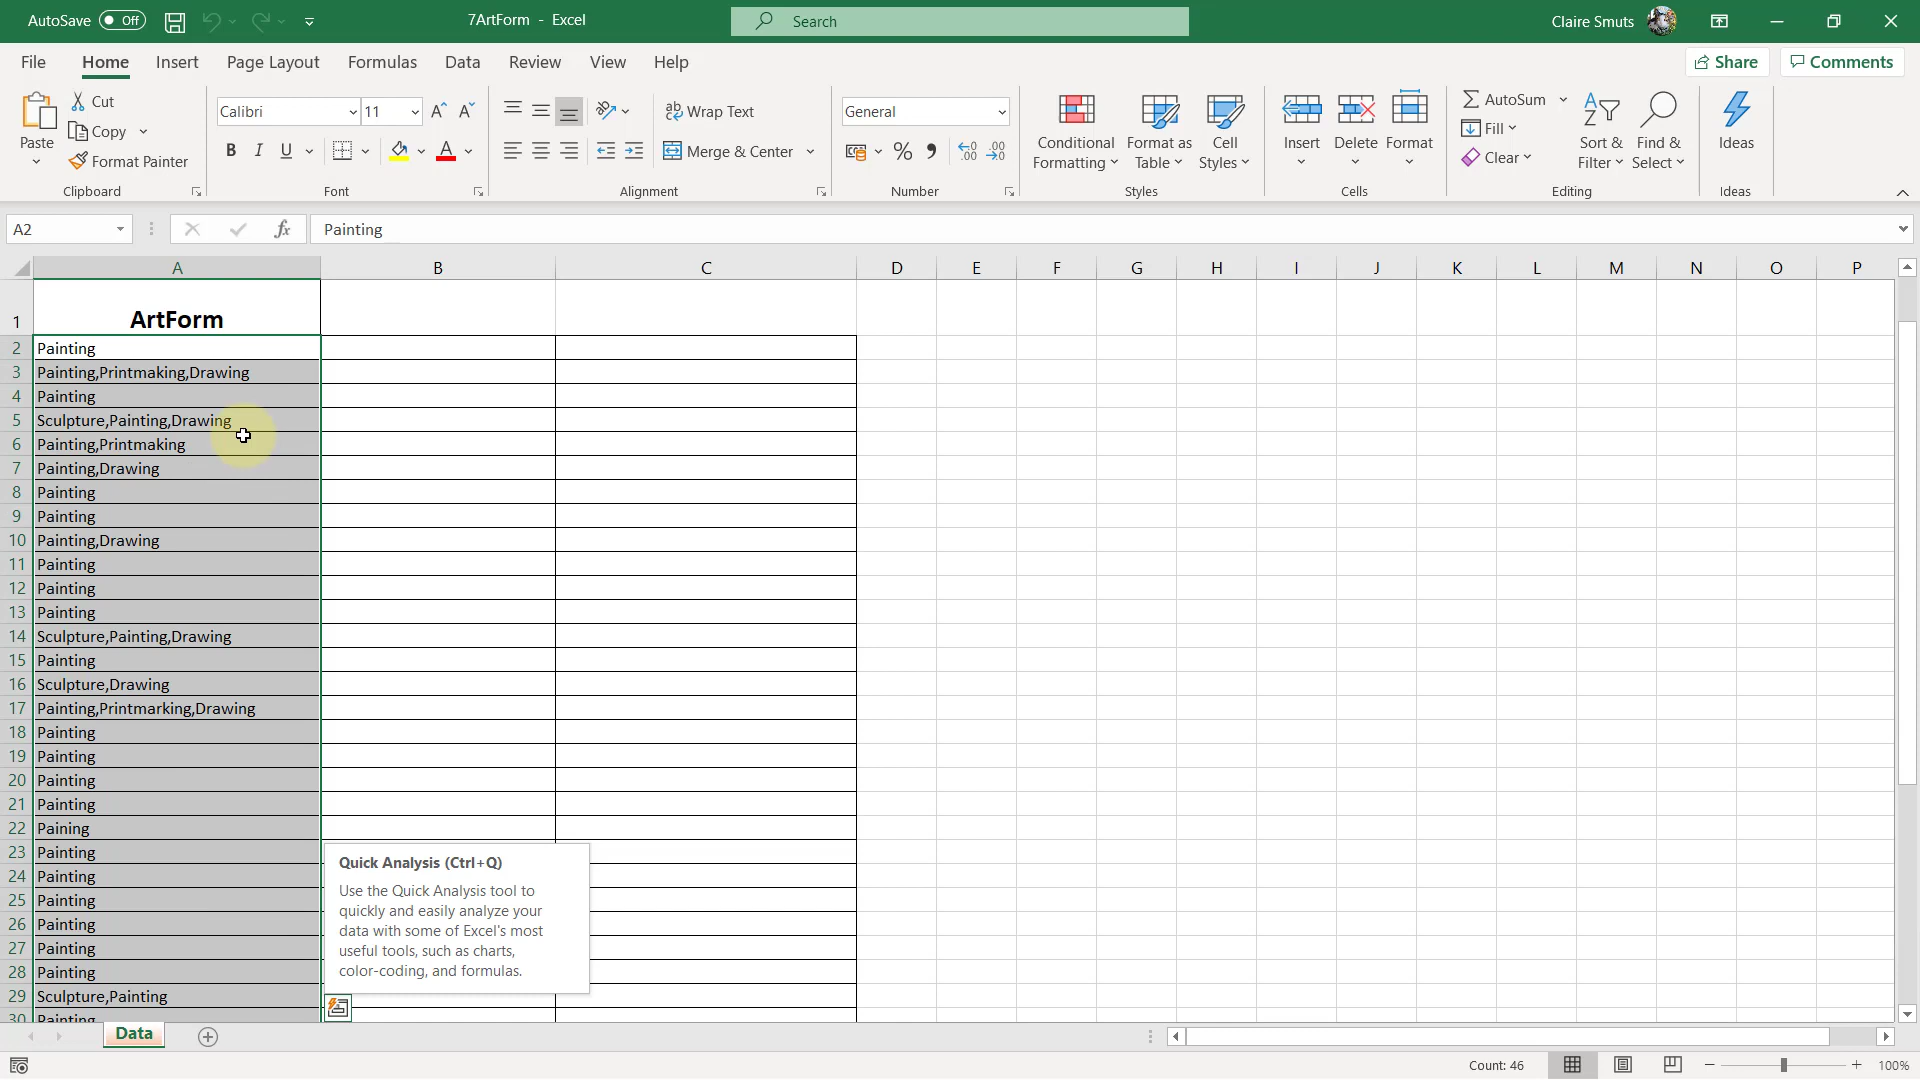 AutoSave Off 7ArtForm - Excel Search Claire Smuts
File Home Insert Page Layout Formulas Data Review View Help Share Comments
Paste Cut
Copy
Format Painter
Clipboard
Calibri 11
B I U A
Font
ab Wrap Text
Merge & Center
Alignment
General
% ,
Number
Conditional Formatting
Format as Table
Cell Styles
Styles
Insert Delete Format
Cells
AutoSum
Fill
Clear
Sort & Filter
Find & Select
Editing
Ideas
Ideas
A2 fx Painting
A B C D E F G H I J K L M N O P
1 ArtForm
2 Painting
3 Painting,Printmaking,Drawing
4 Painting
5 Sculpture,Painting,Drawing
6 Painting,Printmaking
7 Painting,Drawing
8 Painting
9 Painting
10 Painting,Drawing
11 Painting
12 Painting
13 Painting
14 Sculpture,Painting,Drawing
15 Painting
16 Sculpture,Drawing
17 Painting,Printmarking,Drawing
18 Painting
19 Painting
20 Painting
21 Painting
22 Paining
23 Painting
24 Painting
25 Painting
26 Painting
27 Painting
28 Painting
29 Sculpture,Painting
30 Painting
Quick Analysis (Ctrl+Q)
Use the Quick Analysis tool to
quickly and easily analyze your
data with some of Excel's most
useful tools, such as charts,
color-coding, and formulas.
Data
Count: 46 100%